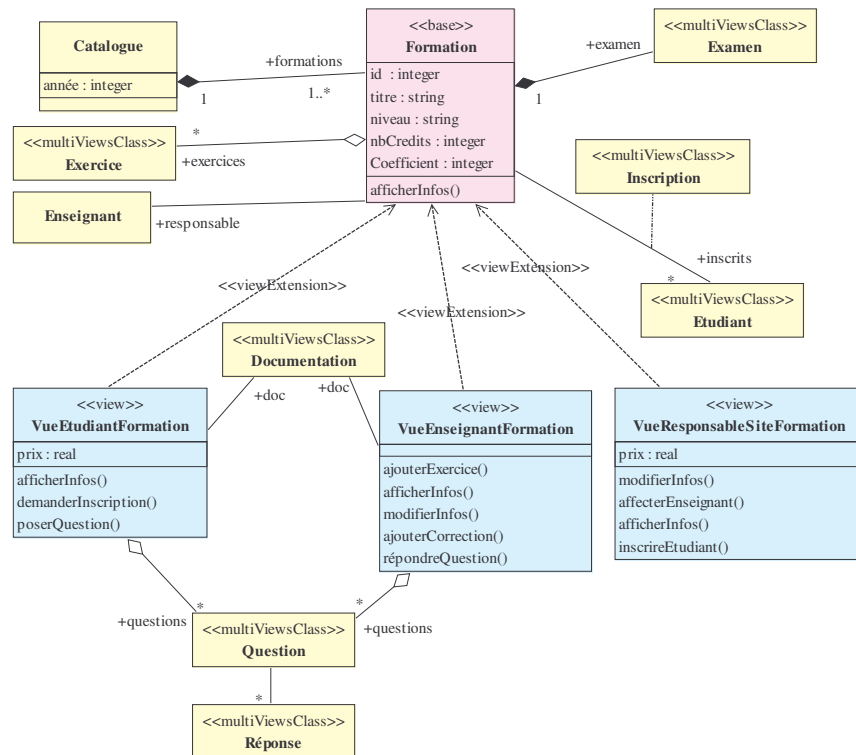 Catalogue
année : integer
+formations
1
1..*
<<base>>
Formation
id : integer
titre : string
niveau : string
nbCredits : integer
Coefficient : integer
afficherInfos()
+examen
1
<<multiViewsClass>>
Examen
<<multiViewsClass>>
Exercice
*
+exercices
Enseignant
+responsable
<<multiViewsClass>>
Inscription
+inscrits
*
<<multiViewsClass>>
Etudiant
<<viewExtension>>
<<viewExtension>>
<<viewExtension>>
<<multiViewsClass>>
Documentation
+doc
+doc
<<view>>
VueEtudiantFormation
prix : real
afficherInfos()
demanderInscription()
poserQuestion()
<<view>>
VueEnseignantFormation
ajouterExercice()
afficherInfos()
modifierInfos()
ajouterCorrection()
répondreQuestion()
<<view>>
VueResponsableSiteFormation
prix : real
modifierInfos()
affecterEnseignant()
afficherInfos()
inscrireEtudiant()
*
+questions
*
+questions
<<multiViewsClass>>
Question
*
<<multiViewsClass>>
Réponse